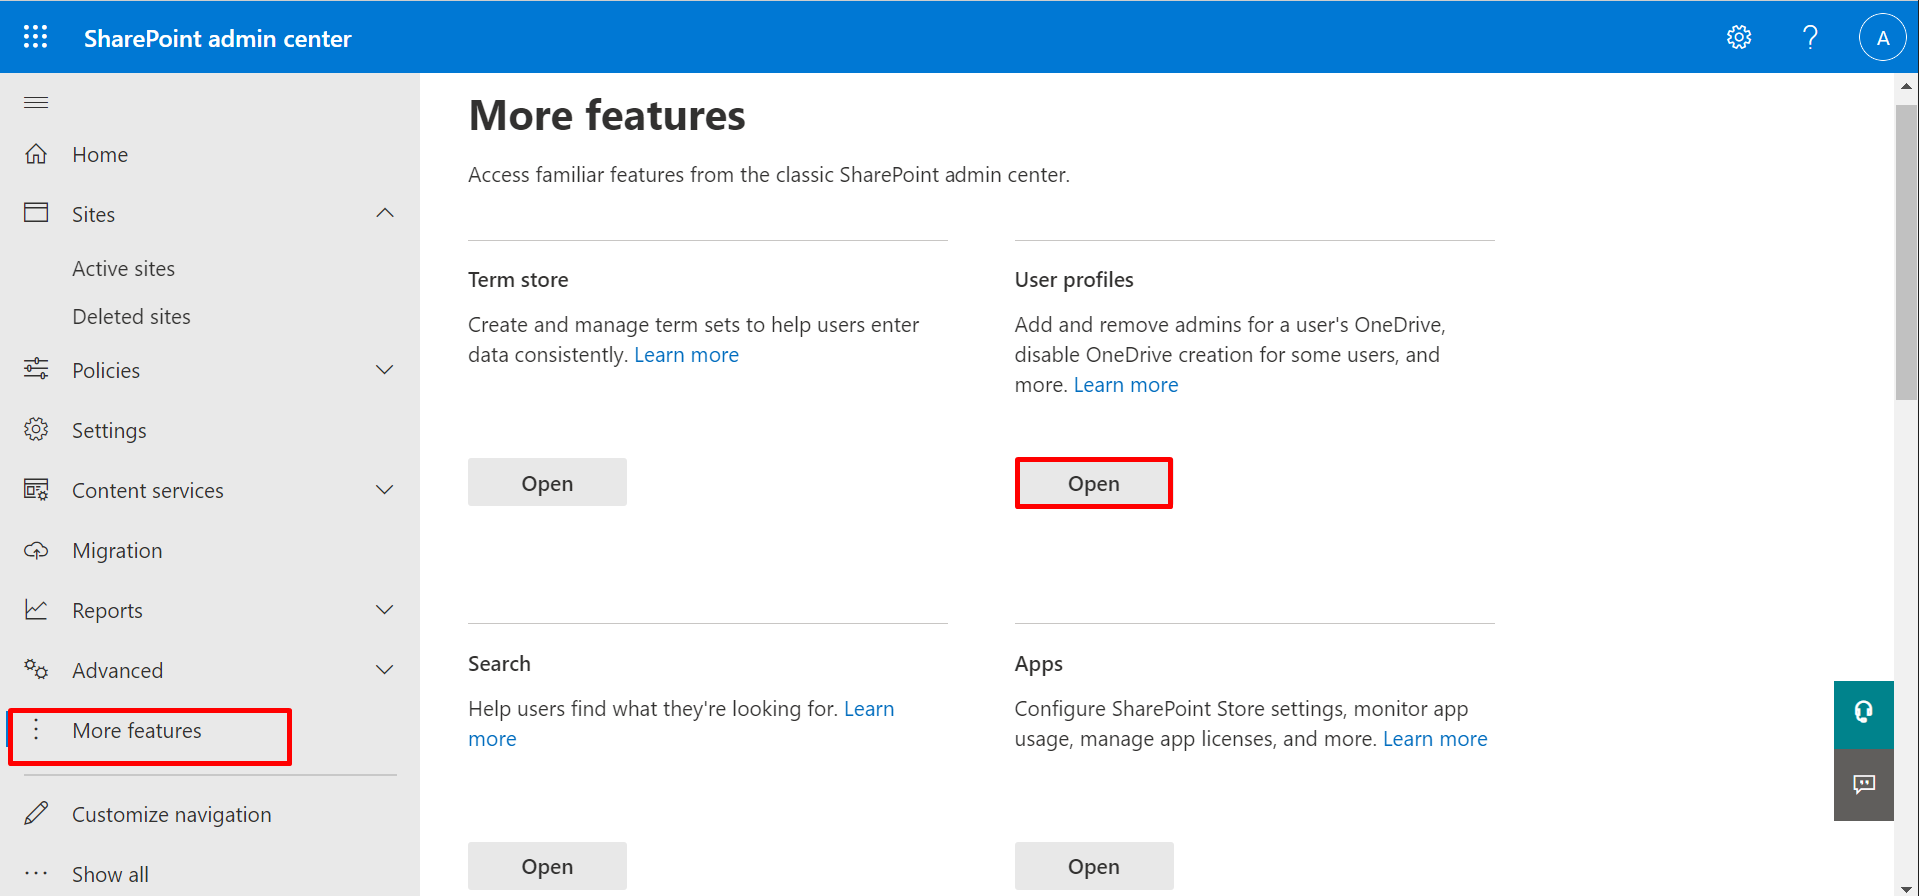 SharePoint admin center
A
Home
Sites
Active sites
Deleted sites
Policies
Settings
Content services
Migration
Reports
Advanced
More features
Customize navigation
Show all
More features
Access familiar features from the classic SharePoint admin center.
Term store
Create and manage term sets to help users enter
data consistently. Learn more
Open
User profiles
Add and remove admins for a user's OneDrive,
disable OneDrive creation for some users, and
more. Learn more
Open
Search
Help users find what they're looking for. Learn
more
Open
Apps
Configure SharePoint Store settings, monitor app
usage, manage app licenses, and more. Learn more
Open